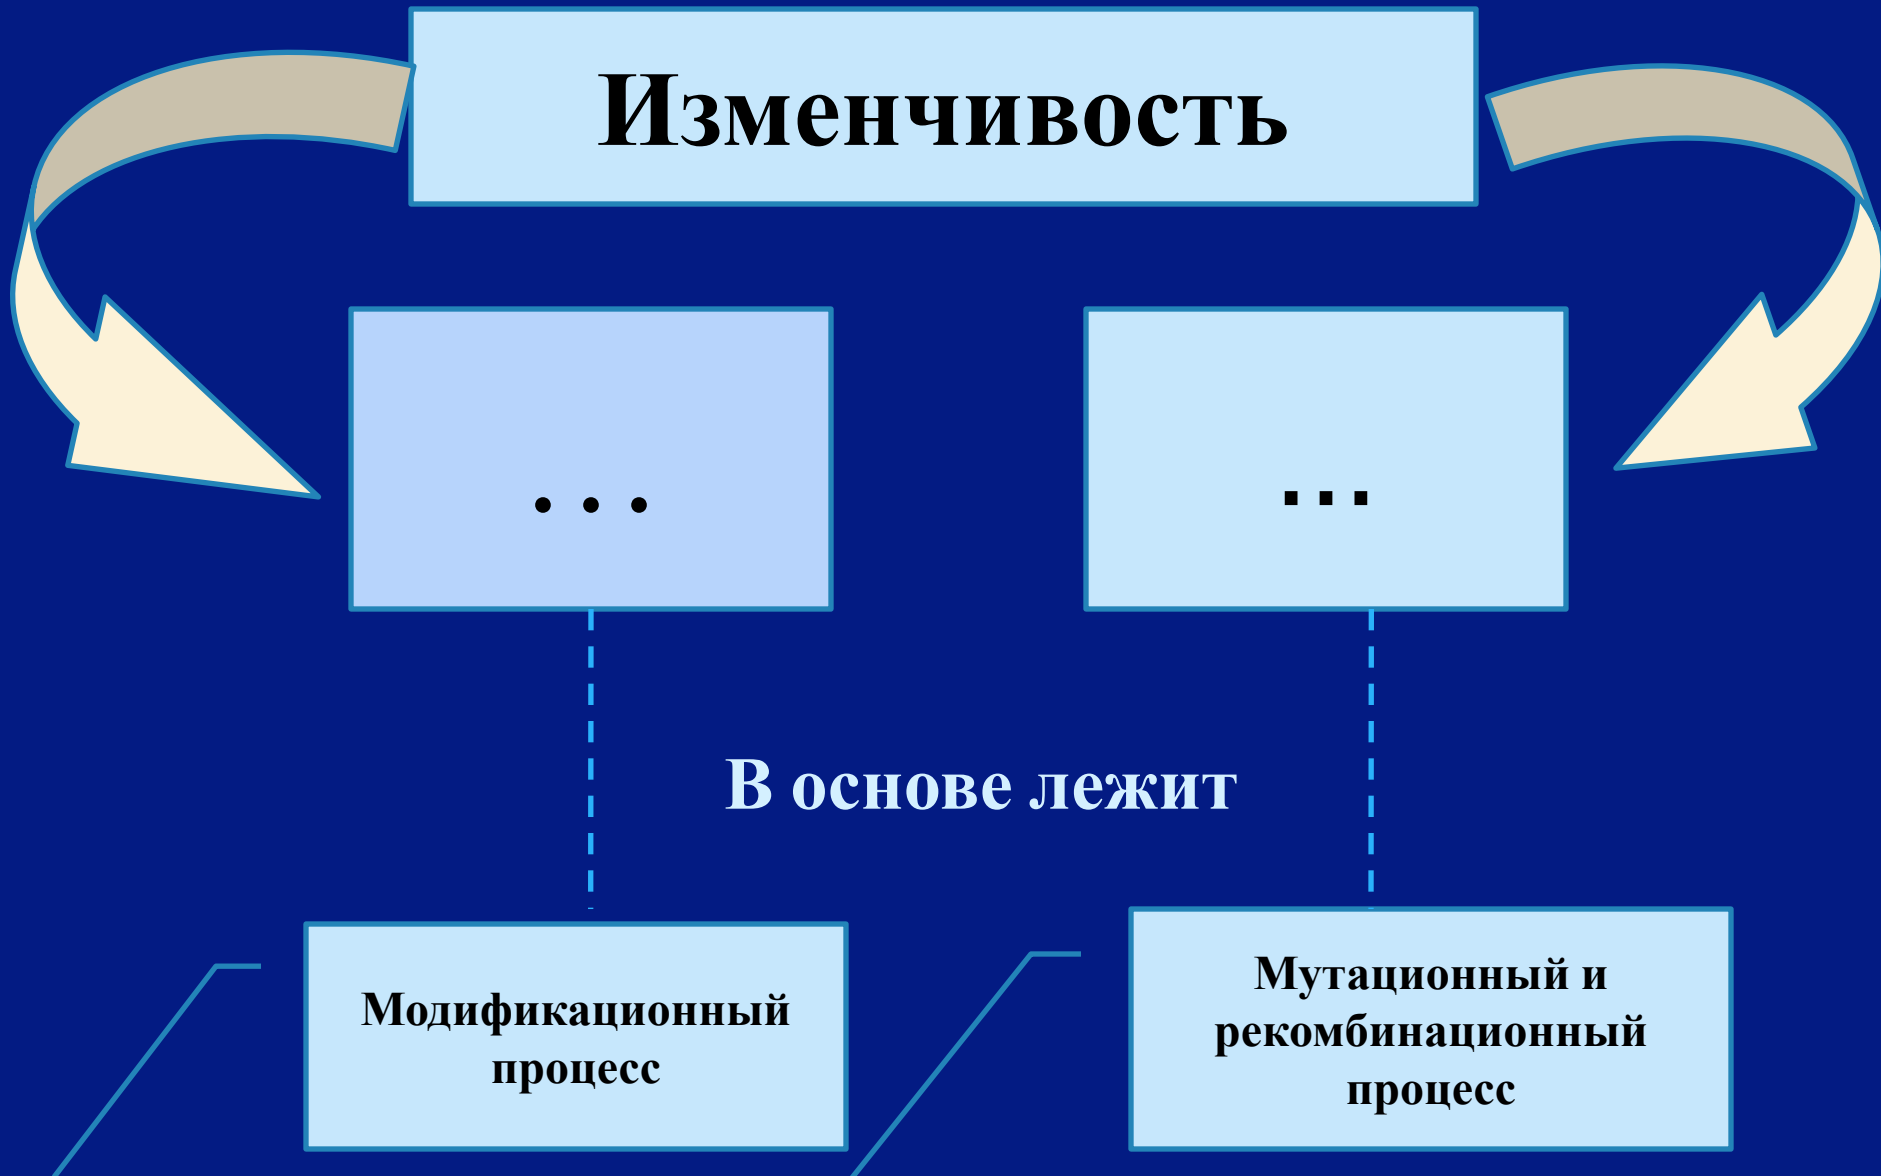 Изменчивость
. . .
...
В основе лежит
Модификационный
процесс
Мутационный и
рекомбинационный
процесс